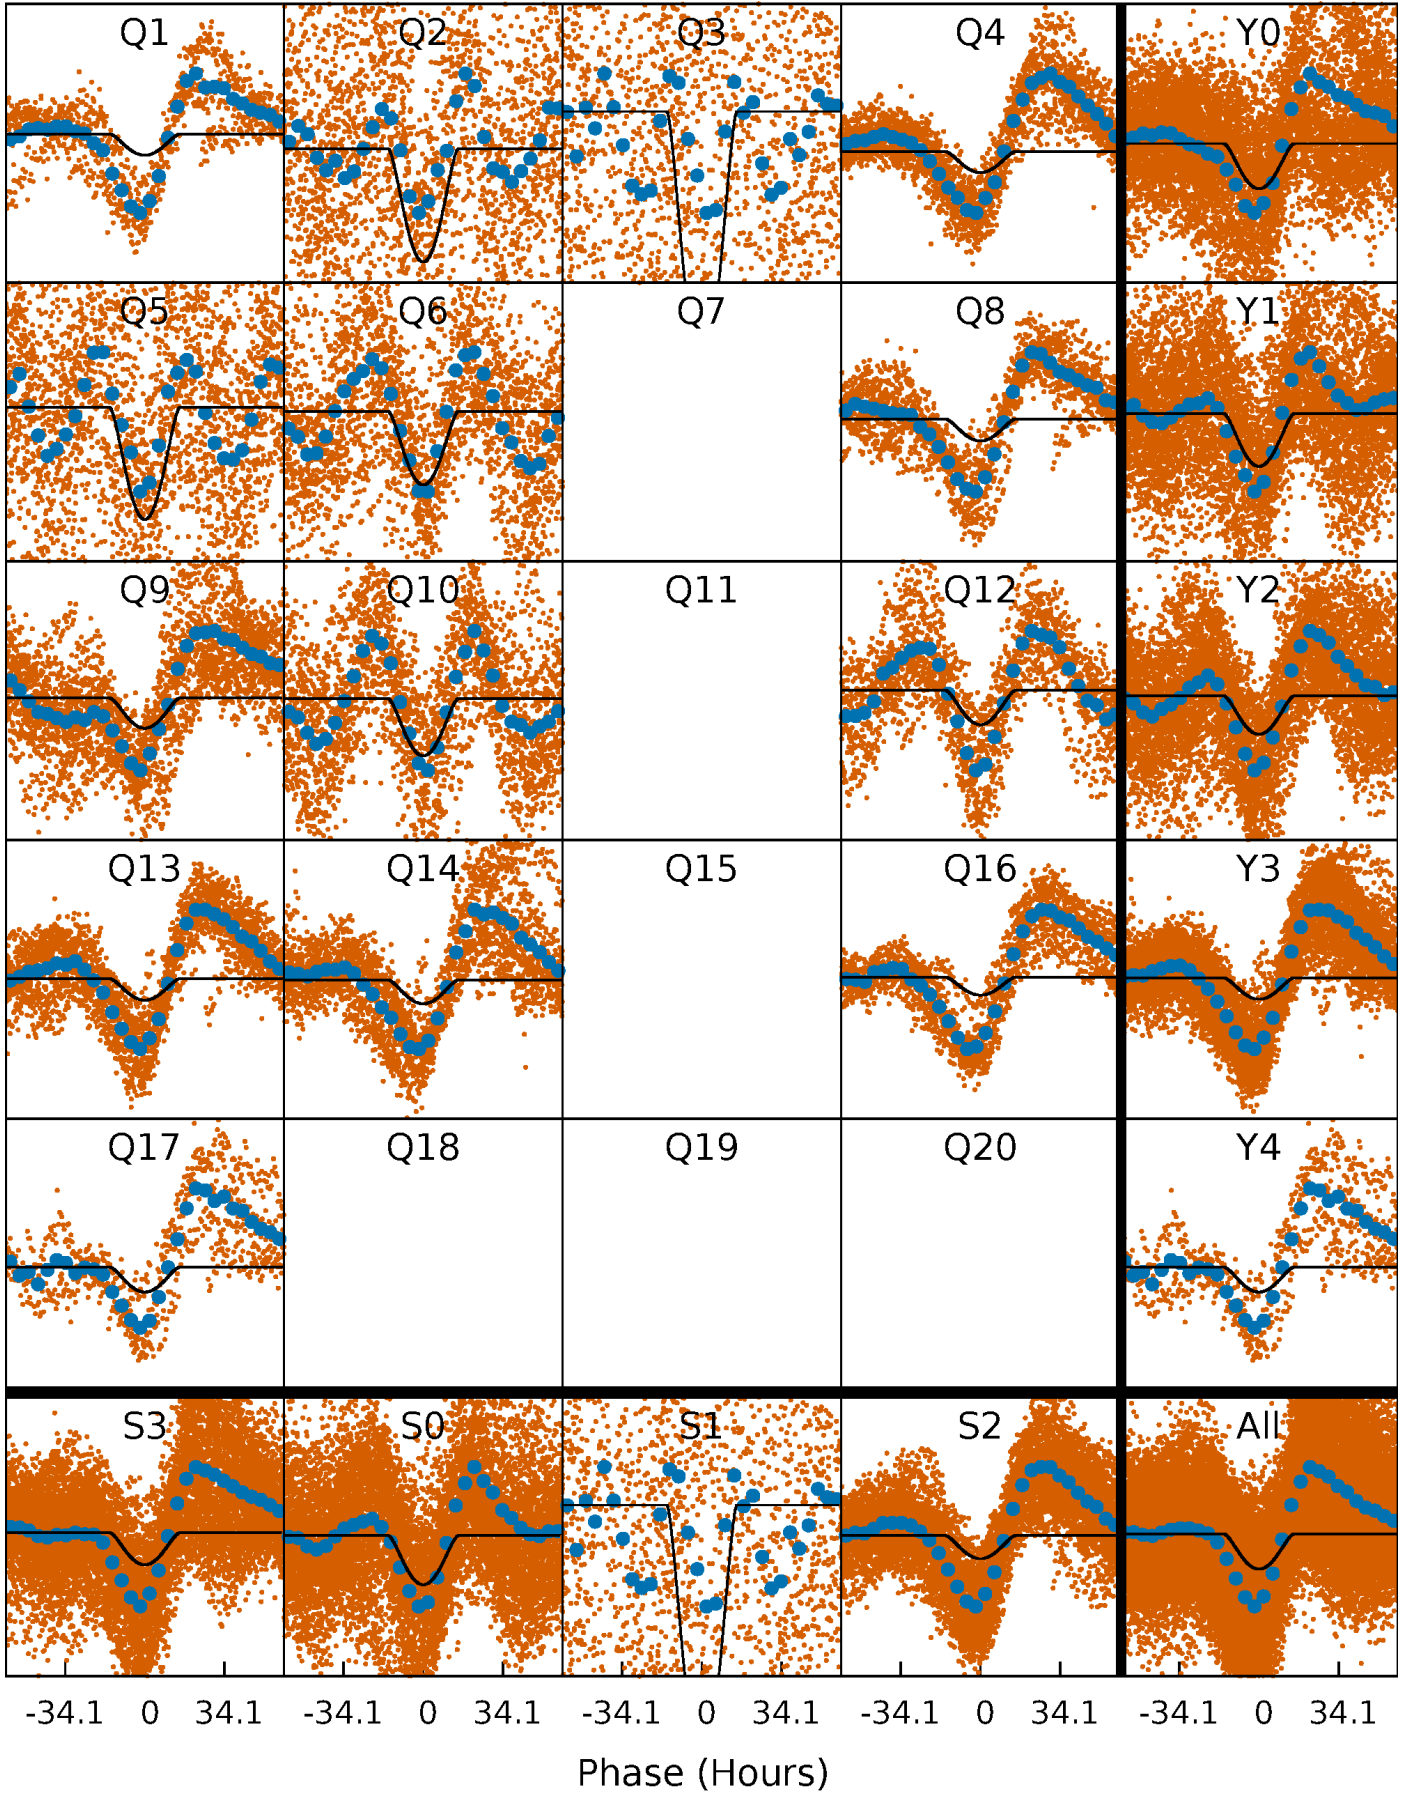 Q1 Q2 Q3 Q4 Y0
Q5 Q6 Q7 Q8 Y1
Q9 Q10 Q11 Q12 Y2
Q13 Q14 Q15 Q16 Y3
Q17 Q18 Q19 Q20 Y4
S3 S0 S1 S2 All
-34.1 0 34.1 -34.1 0 34.1 -34.1 0 34.1 -34.1 0 34.1 -34.1 0 34.1
Phase (Hours)